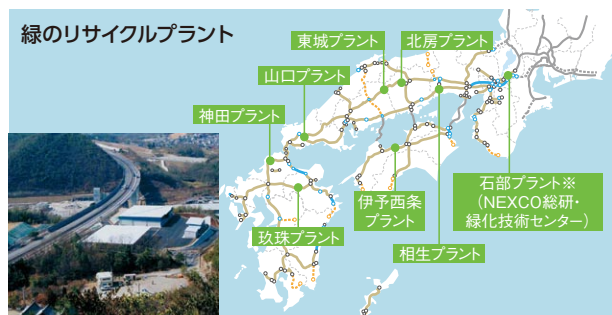 緑のリサイクルプラント
東城プラント
北房プラント
山口プラント
神田プラント
石部プラント※
（NEXCO総研・
緑化技術センター）
伊予西条
プラント
玖珠プラント
相生プラント